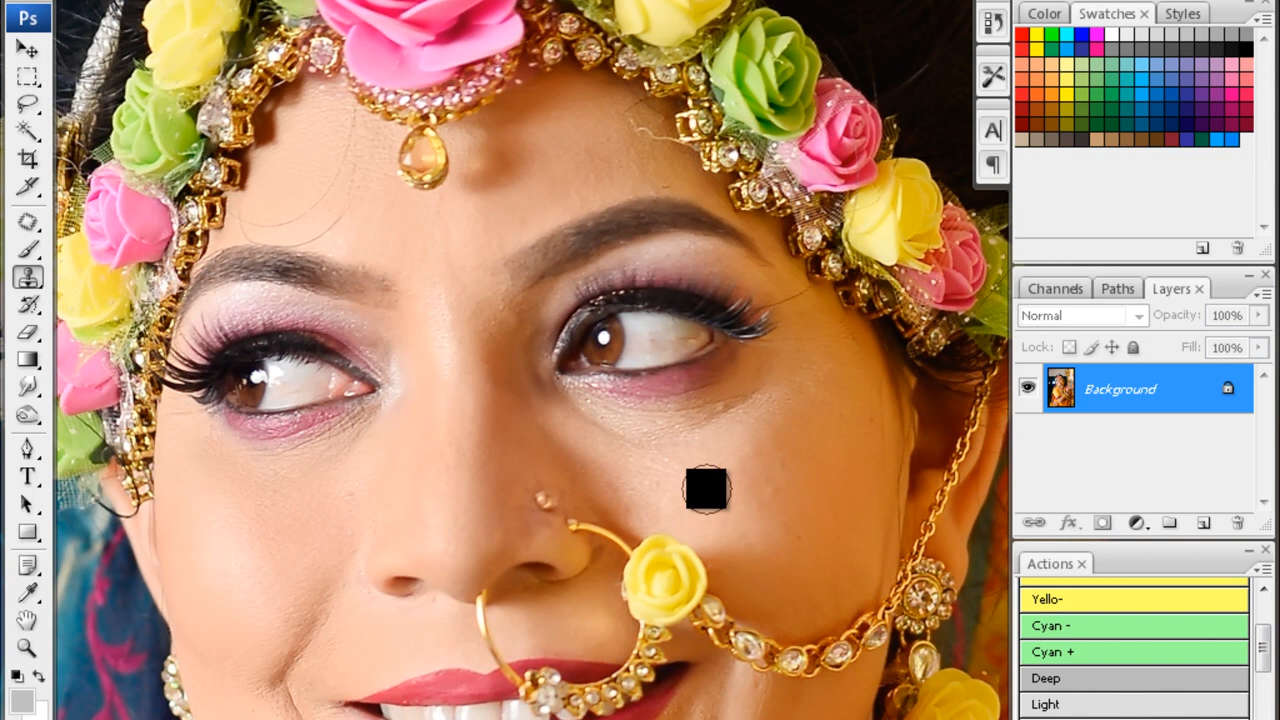 Ps
Color Swatches × Styles
A
¶
T
Channels Paths Layers ×
Normal Opacity: 100%
Lock: Fill: 100%
Background
fx.
Actions ×
Yello-
Cyan -
Cyan +
Deep
Light